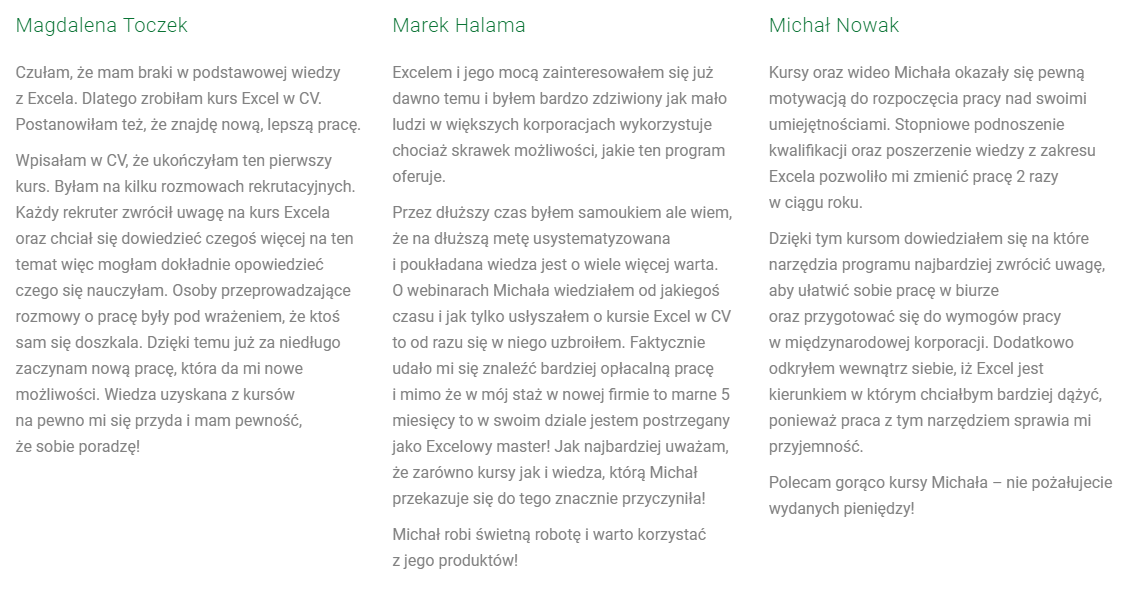 Magdalena Toczek
Czułam, że mam braki w podstawowej wiedzy
z Excela. Dlatego zrobiłam kurs Excel w CV.
Postanowiłam też, że znajdę nową, lepszą pracę.
Wpisałam w CV, że ukończyłam ten pierwszy
kurs. Byłam na kilku rozmowach rekrutacyjnych.
Każdy rekruter zwrócił uwagę na kurs Excela
oraz chciał się dowiedzieć czegoś więcej na ten
temat więc mogłam dokładnie opowiedzieć
czego się nauczyłam. Osoby przeprowadzające
rozmowy o pracę były pod wrażeniem, że ktoś
sam się doszkala. Dzięki temu już za niedługo
zaczynam nową pracę, która da mi nowe
możliwości. Wiedza uzyskana z kursów
na pewno mi się przyda i mam pewność,
że sobie poradzę!
Marek Halama
Excelem i jego mocą zainteresowałem się już
dawno temu i byłem bardzo zdziwiony jak mało
ludzi w większych korporacjach wykorzystuje
chociaż skrawek możliwości, jakie ten program
oferuje.
Przez dłuższy czas byłem samoukiem ale wiem,
że na dłuższą metę usystematyzowana
i poukładana wiedza jest o wiele więcej warta.
O webinarach Michała wiedziałem od jakiegoś
czasu i jak tylko usłyszałem o kursie Excel w CV
to od razu się w niego uzbroiłem. Faktycznie
udało mi się znaleźć bardziej opłacalną pracę
i mimo że w mój staż w nowej firmie to marne 5
miesięcy to w swoim dziale jestem postrzegany
jako Excelowy master! Jak najbardziej uważam,
że zarówno kursy jak i wiedza, którą Michał
przekazuje się do tego znacznie przyczyniła!
Michał robi świetną robotę i warto korzystać
z jego produktów!
Michał Nowak
Kursy oraz wideo Michała okazały się pewną
motywacją do rozpoczęcia pracy nad swoimi
umiejętnościami. Stopniowe podnoszenie
kwalifikacji oraz poszerzenie wiedzy z zakresu
Excela pozwoliło mi zmienić pracę 2 razy
w ciągu roku.
Dzięki tym kursom dowiedziałem się na które
narzędzia programu najbardziej zwrócić uwagę,
aby ułatwić sobie pracę w biurze
oraz przygotować się do wymogów pracy
w międzynarodowej korporacji. Dodatkowo
odkryłem wewnątrz siebie, iż Excel jest
kierunkiem w którym chciałbym bardziej dążyć,
ponieważ praca z tym narzędziem sprawia mi
przyjemność.
Polecam gorąco kursy Michała – nie pożałujecie
wydanych pieniędzy!